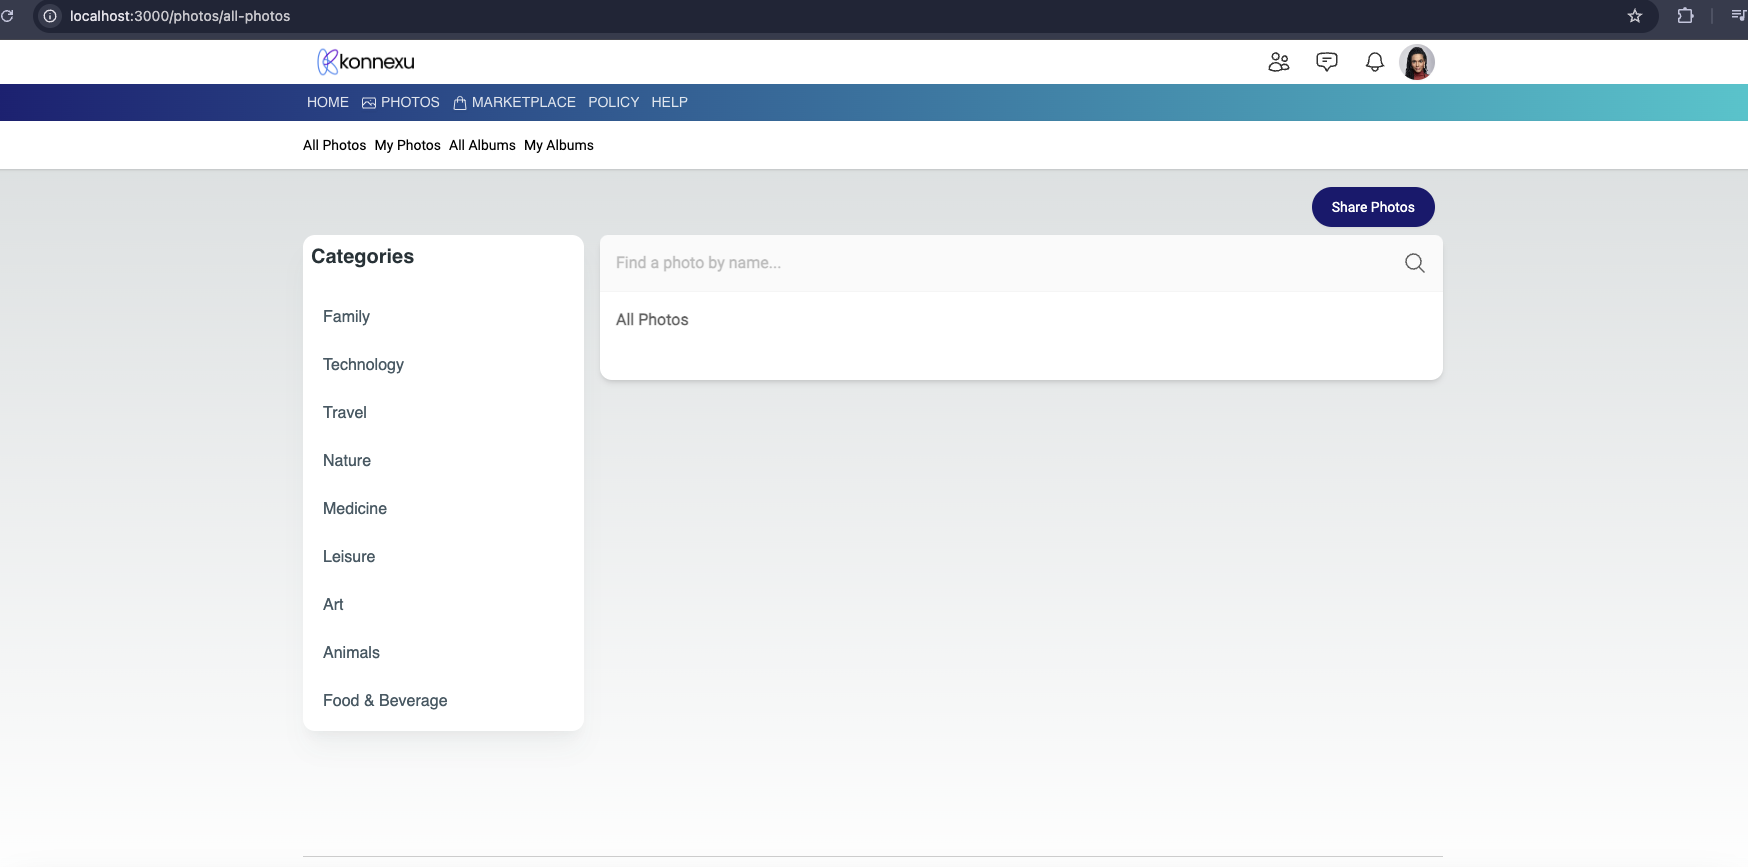 localhost:3000/photos/all-photos
konnexu
HOME PHOTOS MARKETPLACE POLICY HELP
All Photos My Photos All Albums My Albums
Share Photos
Categories
Family
Technology
Travel
Nature
Medicine
Leisure
Art
Animals
Food & Beverage
Find a photo by name...
All Photos